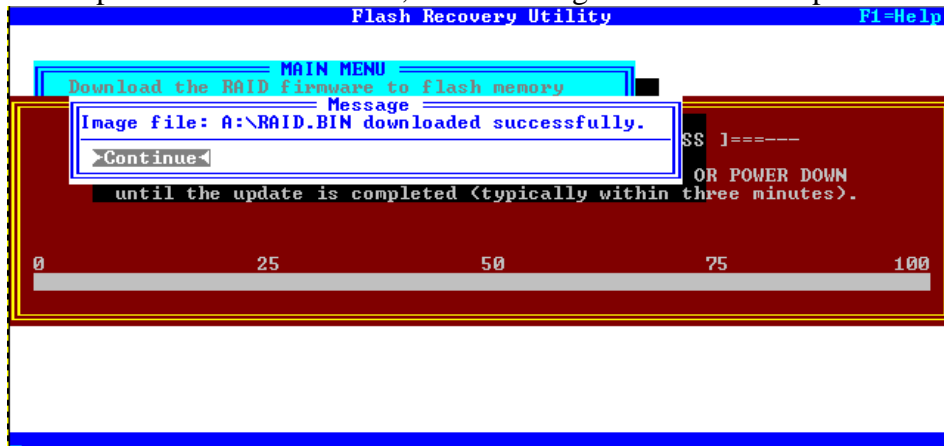 Flash Recovery Utility F1=Help
MAIN MENU
Download the RAID firmware to flash memory
Message
Image file: A:\RAID.BIN downloaded successfully.
SS ]===---
►Continue◄
OR POWER DOWN
until the update is completed (typically within three minutes).
0 25 50 75 100